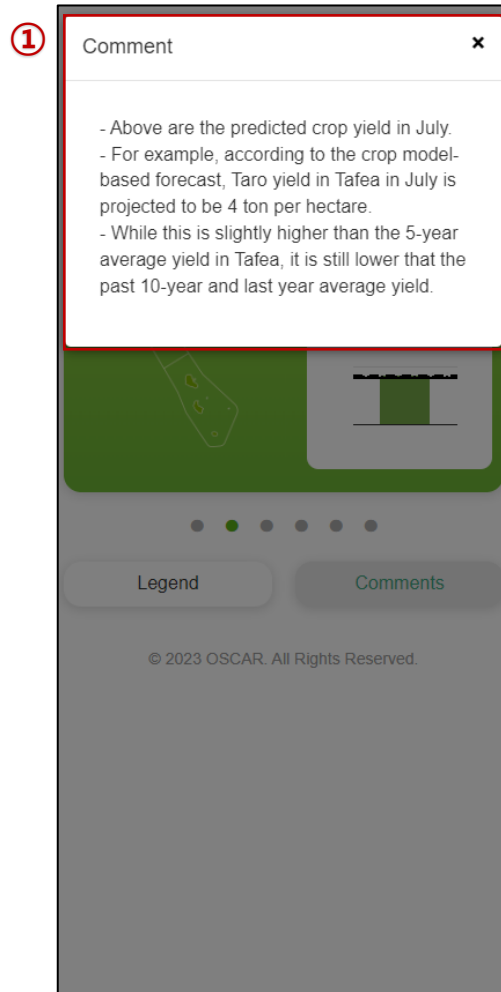 ①
Comment ×
- Above are the predicted crop yield in July.
- For example, according to the crop model-
based forecast, Taro yield in Tafea in July is
projected to be 4 ton per hectare.
- While this is slightly higher than the 5-year
average yield in Tafea, it is still lower that the
past 10-year and last year average yield.
Legend
Comments
© 2023 OSCAR. All Rights Reserved.